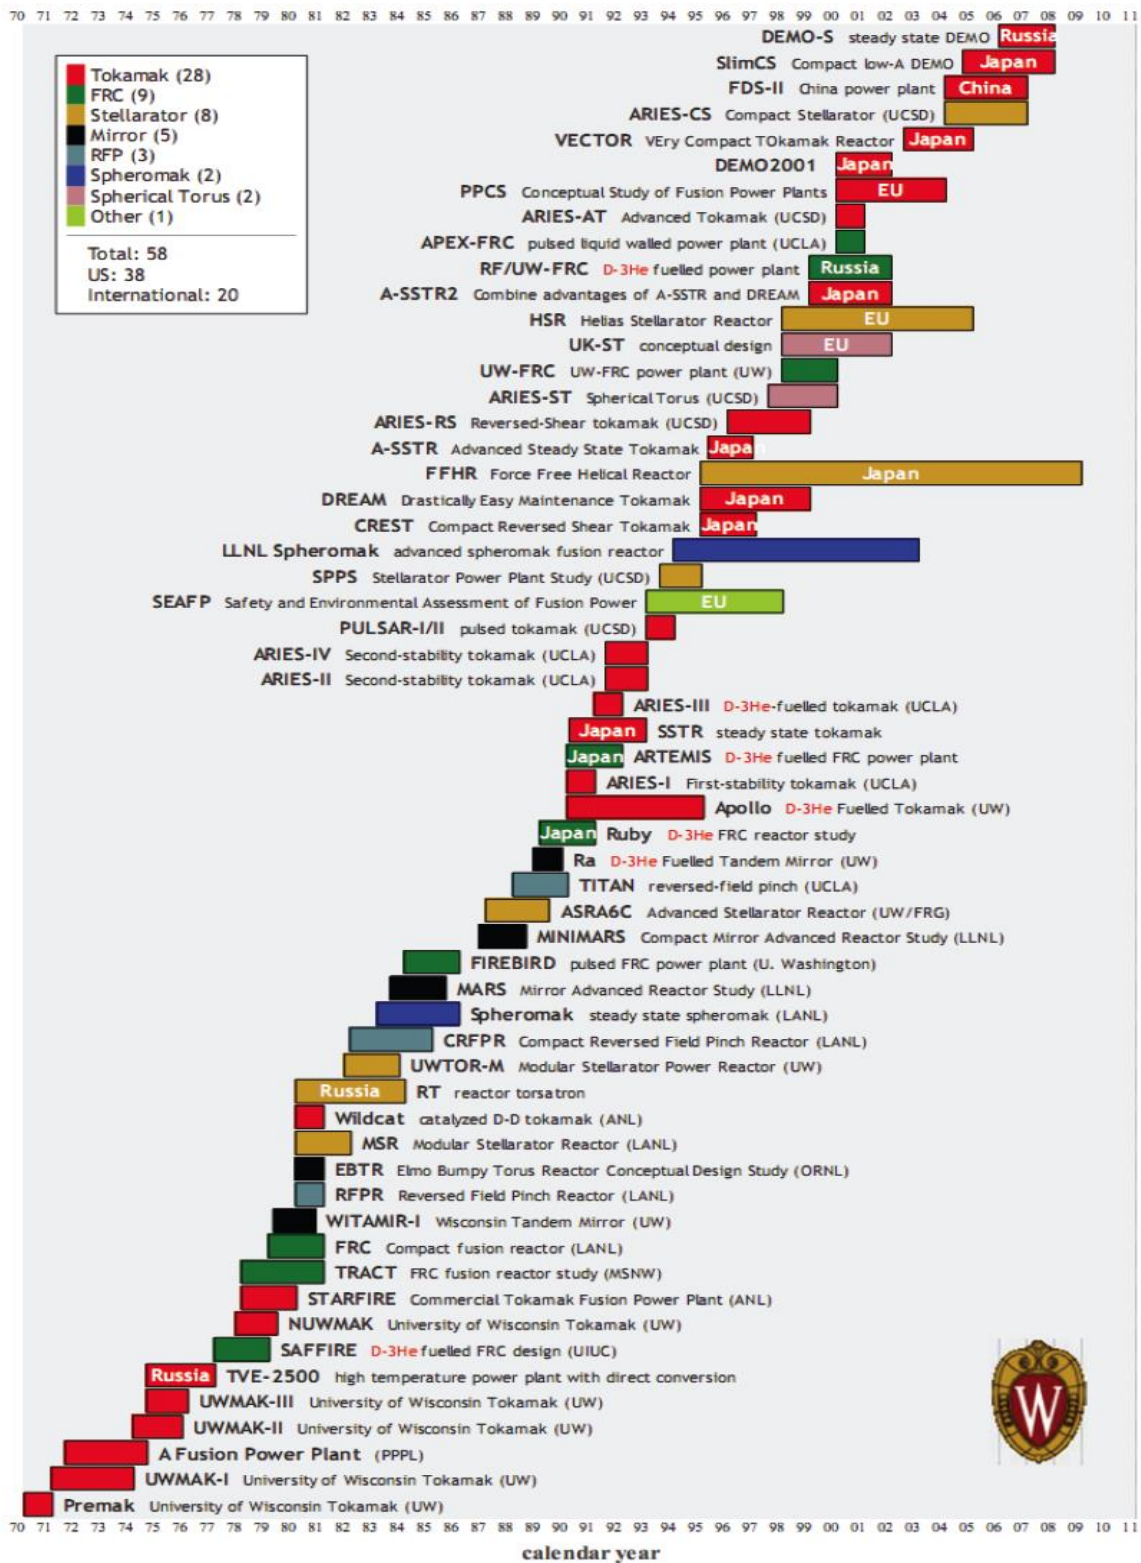 70 71 72 73 74 75 76 77 78 79 80 81 82 83 84 85 86 87 88 89 90 91 92 93 94 95 96 97 98 99 00 01 02 03 04 05 06 07 08 09 10 11
DEMO-S steady state DEMO Russia
SlimCS Compact low-A DEMO Japan
FDS-II China power plant China
ARIES-CS Compact Stellarator (UCSD)
VECTOR VEry Compact TOkamak Reactor Japan
DEMO2001 Japan
PPCS Conceptual Study of Fusion Power Plants EU
ARIES-AT Advanced Tokamak (UCSD)
APEX-FRC pulsed liquid walled power plant (UCLA)
RF/UW-FRC D-3He fuelled power plant Russia
A-SSTR2 Combine advantages of A-SSTR and DREAM Japan
HSR Helias Stellarator Reactor EU
UK-ST conceptual design EU
UW-FRC UW-FRC power plant (UW)
ARIES-ST Spherical Torus (UCSD)
ARIES-RS Reversed-Shear tokamak (UCSD)
A-SSTR Advanced Steady State Tokamak Japan
FFHR Force Free Helical Reactor Japan
DREAM Drastically Easy Maintenance Tokamak Japan
CREST Compact Reversed Shear Tokamak Japan
LLNL Spheromak advanced spheromak fusion reactor
SPPS Stellarator Power Plant Study (UCSD)
SEAFP Safety and Environmental Assessment of Fusion Power EU
PULSAR-I/II pulsed tokamak (UCSD)
ARIES-IV Second-stability tokamak (UCLA)
ARIES-II Second-stability tokamak (UCLA)
ARIES-III D-3He-fuelled tokamak (UCLA)
Japan SSTR steady state tokamak
Japan ARTEMIS D-3He fuelled FRC power plant
ARIES-I First-stability tokamak (UCLA)
Apollo D-3He Fuelled Tokamak (UW)
Japan Ruby D-3He FRC reactor study
Ra D-3He Fuelled Tandem Mirror (UW)
TITAN reversed-field pinch (UCLA)
ASRA6C Advanced Stellarator Reactor (UW/FRG)
MINIMARS Compact Mirror Advanced Reactor Study (LLNL)
FIREBIRD pulsed FRC power plant (U. Washington)
MARS Mirror Advanced Reactor Study (LLNL)
Spheromak steady state spheromak (LANL)
CRFPR Compact Reversed Field Pinch Reactor (LANL)
UWTOR-M Modular Stellarator Power Reactor (UW)
Russia RT reactor torsatron
Wildcat catalyzed D-D tokamak (ANL)
MSR Modular Stellarator Reactor (LANL)
EBTR Elmo Bumpy Torus Reactor Conceptual Design Study (ORNL)
RFPR Reversed Field Pinch Reactor (LANL)
WITAMIR-I Wisconsin Tandem Mirror (UW)
FRC Compact fusion reactor (LANL)
TRACT FRC fusion reactor study (MSNW)
STARFIRE Commercial Tokamak Fusion Power Plant (ANL)
NUWMAK University of Wisconsin Tokamak (UW)
SAFFIRE D-3He fuelled FRC design (UIUC)
Russia TVE-2500 high temperature power plant with direct conversion
UWMAK-III University of Wisconsin Tokamak (UW)
UWMAK-II University of Wisconsin Tokamak (UW)
A Fusion Power Plant (PPPL)
UWMAK-I University of Wisconsin Tokamak (UW)
Premak University of Wisconsin Tokamak (UW)
70 71 72 73 74 75 76 77 78 79 80 81 82 83 84 85 86 87 88 89 90 91 92 93 94 95 96 97 98 99 00 01 02 03 04 05 06 07 08 09 10 11
calendar year
Tokamak (28)
FRC (9)
Stellarator (8)
Mirror (5)
RFP (3)
Spheromak (2)
Spherical Torus (2)
Other (1)
Total: 58
US: 38
International: 20
W